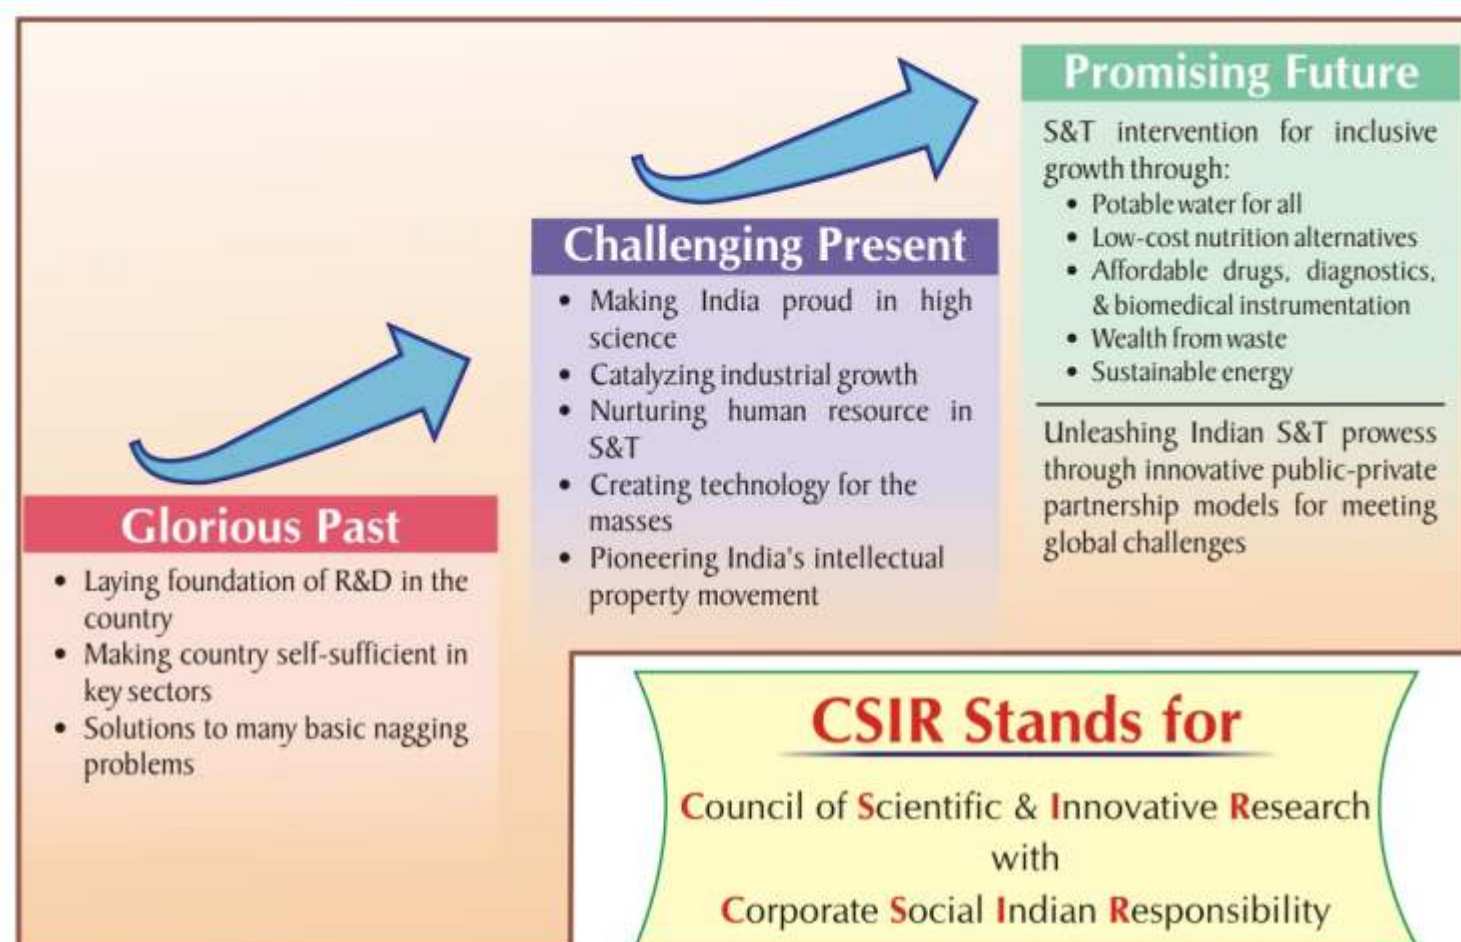 Glorious Past
• Laying foundation of R&D in the
country
• Making country self-sufficient in
key sectors
• Solutions to many basic nagging
problems
Challenging Present
• Making India proud in high
science
• Catalyzing industrial growth
• Nurturing human resource in
S&T
• Creating technology for the
masses
• Pioneering India's intellectual
property movement
Promising Future
S&T intervention for inclusive
growth through:
• Potable water for all
• Low-cost nutrition alternatives
• Affordable drugs, diagnostics,
& biomedical instrumentation
• Wealth from waste
• Sustainable energy
Unleashing Indian S&T prowess
through innovative public-private
partnership models for meeting
global challenges
CSIR Stands for
Council of Scientific & Innovative Research
with
Corporate Social Indian Responsibility